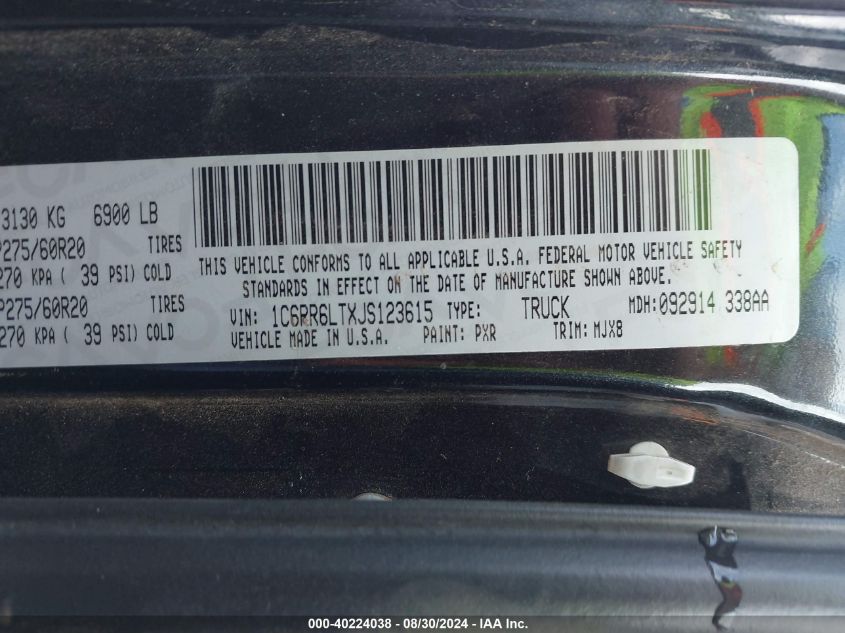 3130 KG 6900 LB
P275/60R20 TIRES
270 KPA ( 39 PSI) COLD
P275/60R20 TIRES
270 KPA ( 39 PSI) COLD
THIS VEHICLE CONFORMS TO ALL APPLICABLE U.S.A. FEDERAL MOTOR VEHICLE SAFETY
STANDARDS IN EFFECT ON THE DATE OF MANUFACTURE SHOWN ABOVE.
VIN: 1C6RR6LTXJS123615 TYPE: TRUCK MDH: 092914 338AA
VEHICLE MADE IN U.S.A. PAINT: PXR TRIM: MJX8
000-40224038 - 08/30/2024 - IAA Inc.